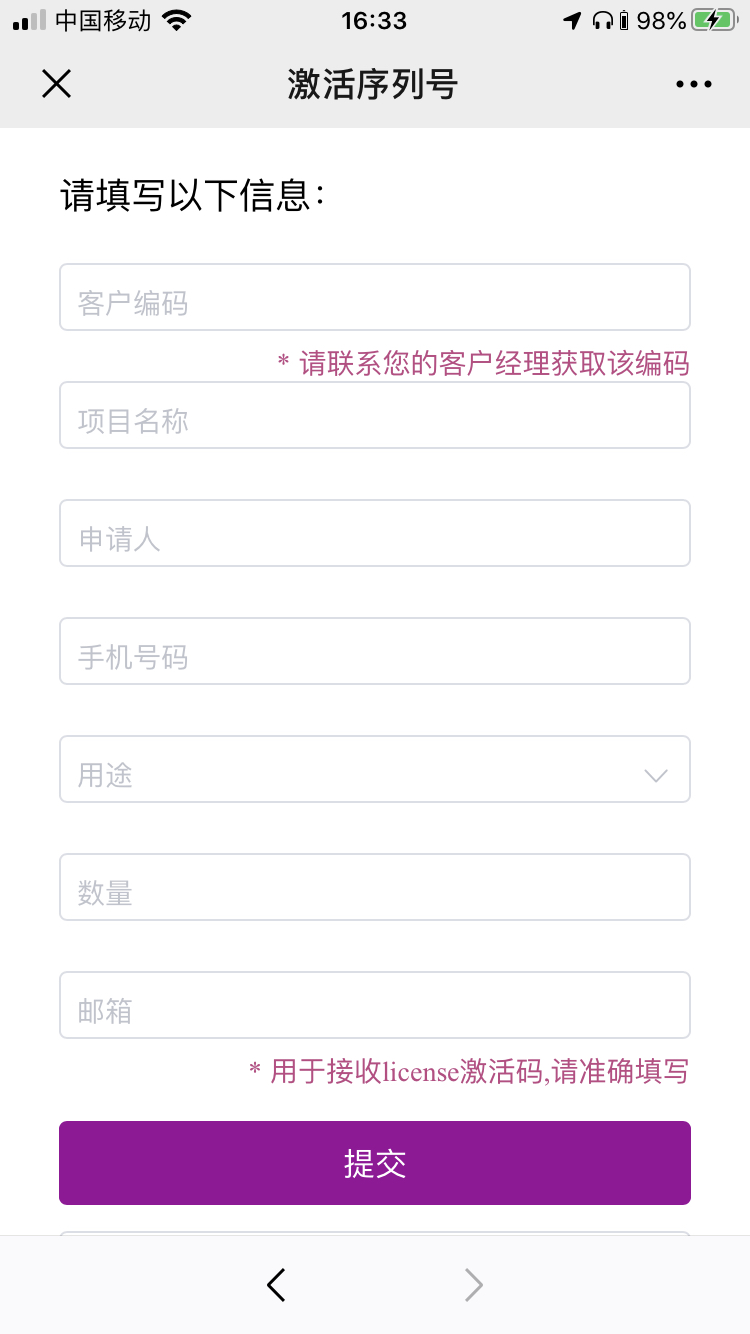 中国移动 16:33 98%
激活序列号
请填写以下信息：
客户编码
* 请联系您的客户经理获取该编码
项目名称
申请人
手机号码
用途
数量
邮箱
* 用于接收license激活码,请准确填写
提交